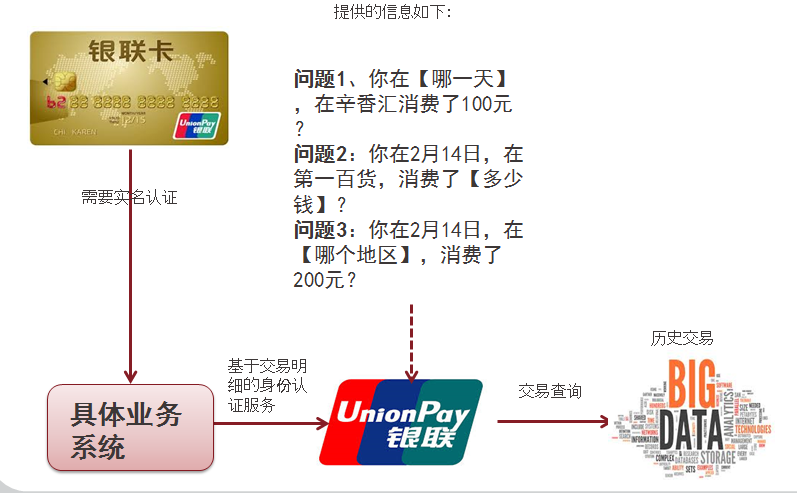 提供的信息如下：
银联卡
CHI KAREN
UnionPay
银联
问题1、你在【哪一天】
，在辛香汇消费了100元
？
问题2：你在2月14日，在
第一百货，消费了【多少
钱】？
问题3：你在2月14日，在
【哪个地区】，消费了
200元？
需要实名认证
具体业务
系统
基于交易明
细的身份认
证服务
UnionPay
银联
交易查询
历史交易
BIG
DATA
ANALYTICS
TECHNOLOGIES
STORAGE
INFORMATION
INTERNET
COMPLEX
SETS
DATABASES